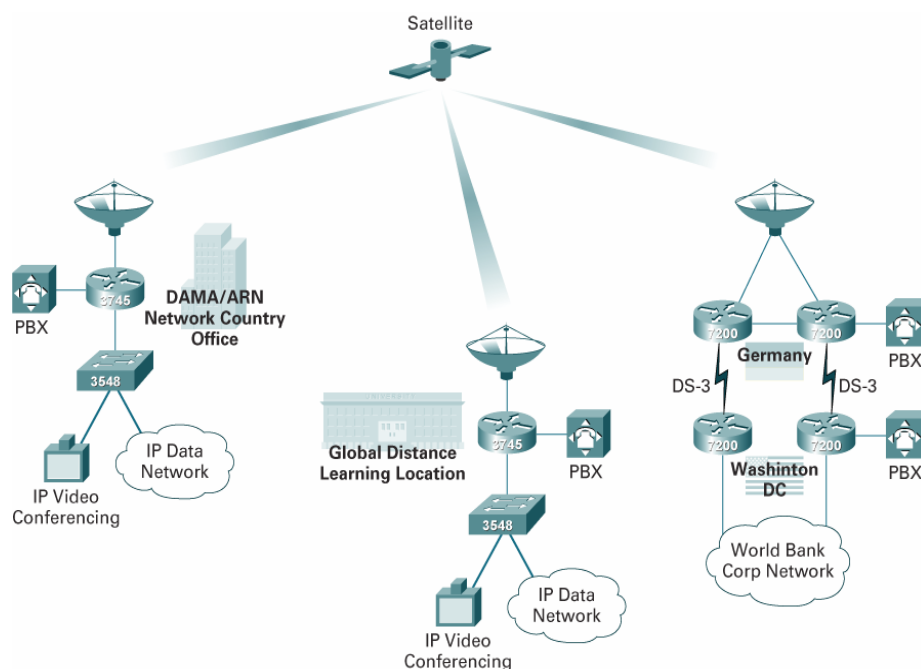 Satellite
3745
PBX
DAMA/ARN
Network Country
Office
3548
IP Data
Network
IP Video
Conferencing
UNIVERSITY
Global Distance
Learning Location
3745
PBX
3548
IP Data
Network
IP Video
Conferencing
7200
7200
PBX
Germany
DS-3
DS-3
7200
7200
PBX
Washinton
DC
World Bank
Corp Network